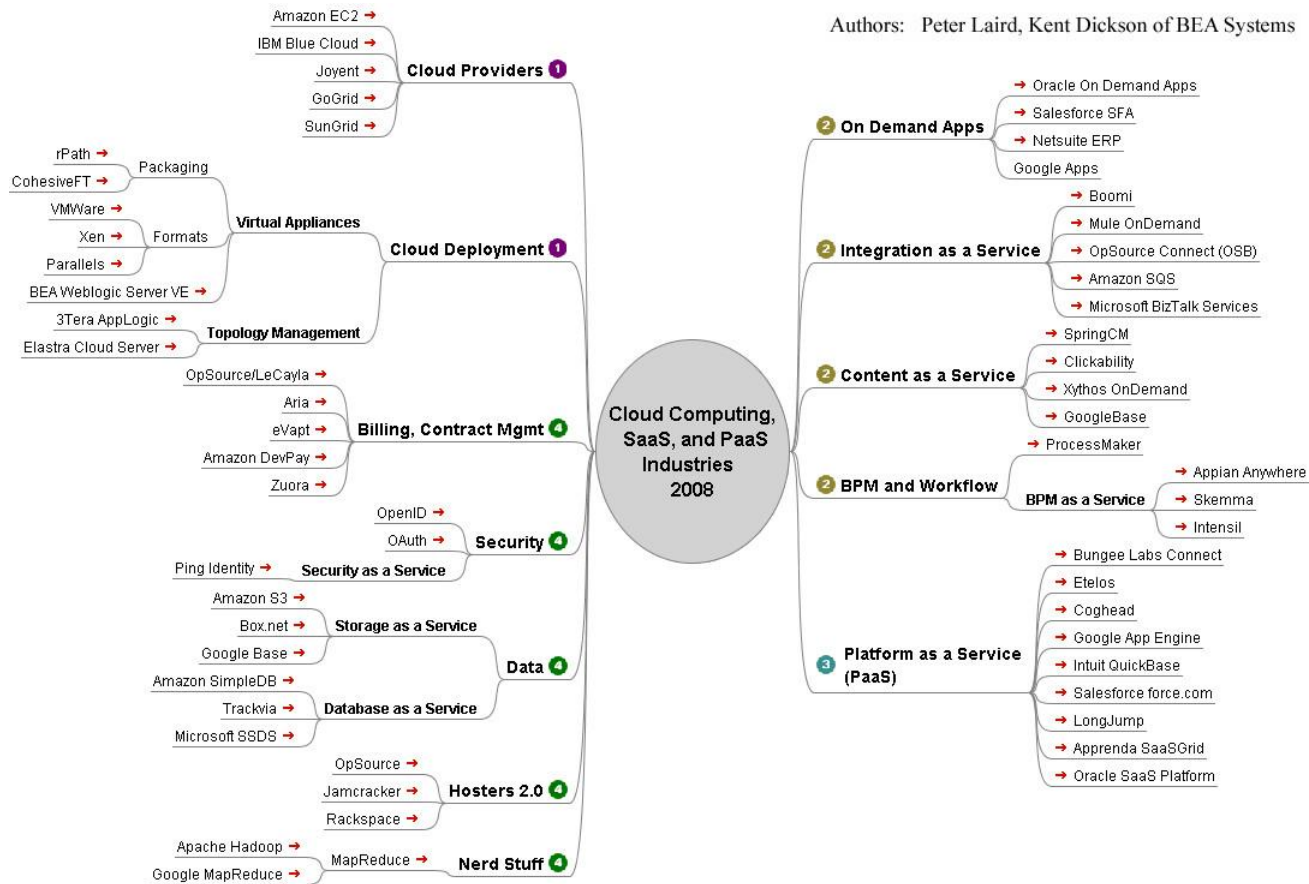 Authors: Peter Laird, Kent Dickson of BEA Systems
Amazon EC2
IBM Blue Cloud
Joyent
GoGrid
SunGrid
Cloud Providers 1
rPath
CohesiveFT
Packaging
VMWare
Xen
Parallels
Formats
BEA Weblogic Server VE
Virtual Appliances
3Tera AppLogic
Elastra Cloud Server
Topology Management
Cloud Deployment 1
OpSource/LeCayla
Aria
eVapt
Amazon DevPay
Zuora
Billing, Contract Mgmt 4
OpenID
OAuth
Ping Identity
Security as a Service
Security 4
Amazon S3
Box.net
Google Base
Storage as a Service
Amazon SimpleDB
Trackvia
Microsoft SSDS
Database as a Service
Data 4
OpSource
Jamcracker
Rackspace
Hosters 2.0 4
Apache Hadoop
Google MapReduce
MapReduce
Nerd Stuff 4
Cloud Computing,
SaaS, and PaaS
Industries
2008
2 On Demand Apps
Oracle On Demand Apps
Salesforce SFA
Netsuite ERP
Google Apps
2 Integration as a Service
Boomi
Mule OnDemand
OpSource Connect (OSB)
Amazon SQS
Microsoft BizTalk Services
2 Content as a Service
SpringCM
Clickability
Xythos OnDemand
GoogleBase
2 BPM and Workflow
ProcessMaker
BPM as a Service
Appian Anywhere
Skemma
Intensil
3 Platform as a Service
(PaaS)
Bungee Labs Connect
Etelos
Coghead
Google App Engine
Intuit QuickBase
Salesforce force.com
LongJump
Apprenda SaaSGrid
Oracle SaaS Platform